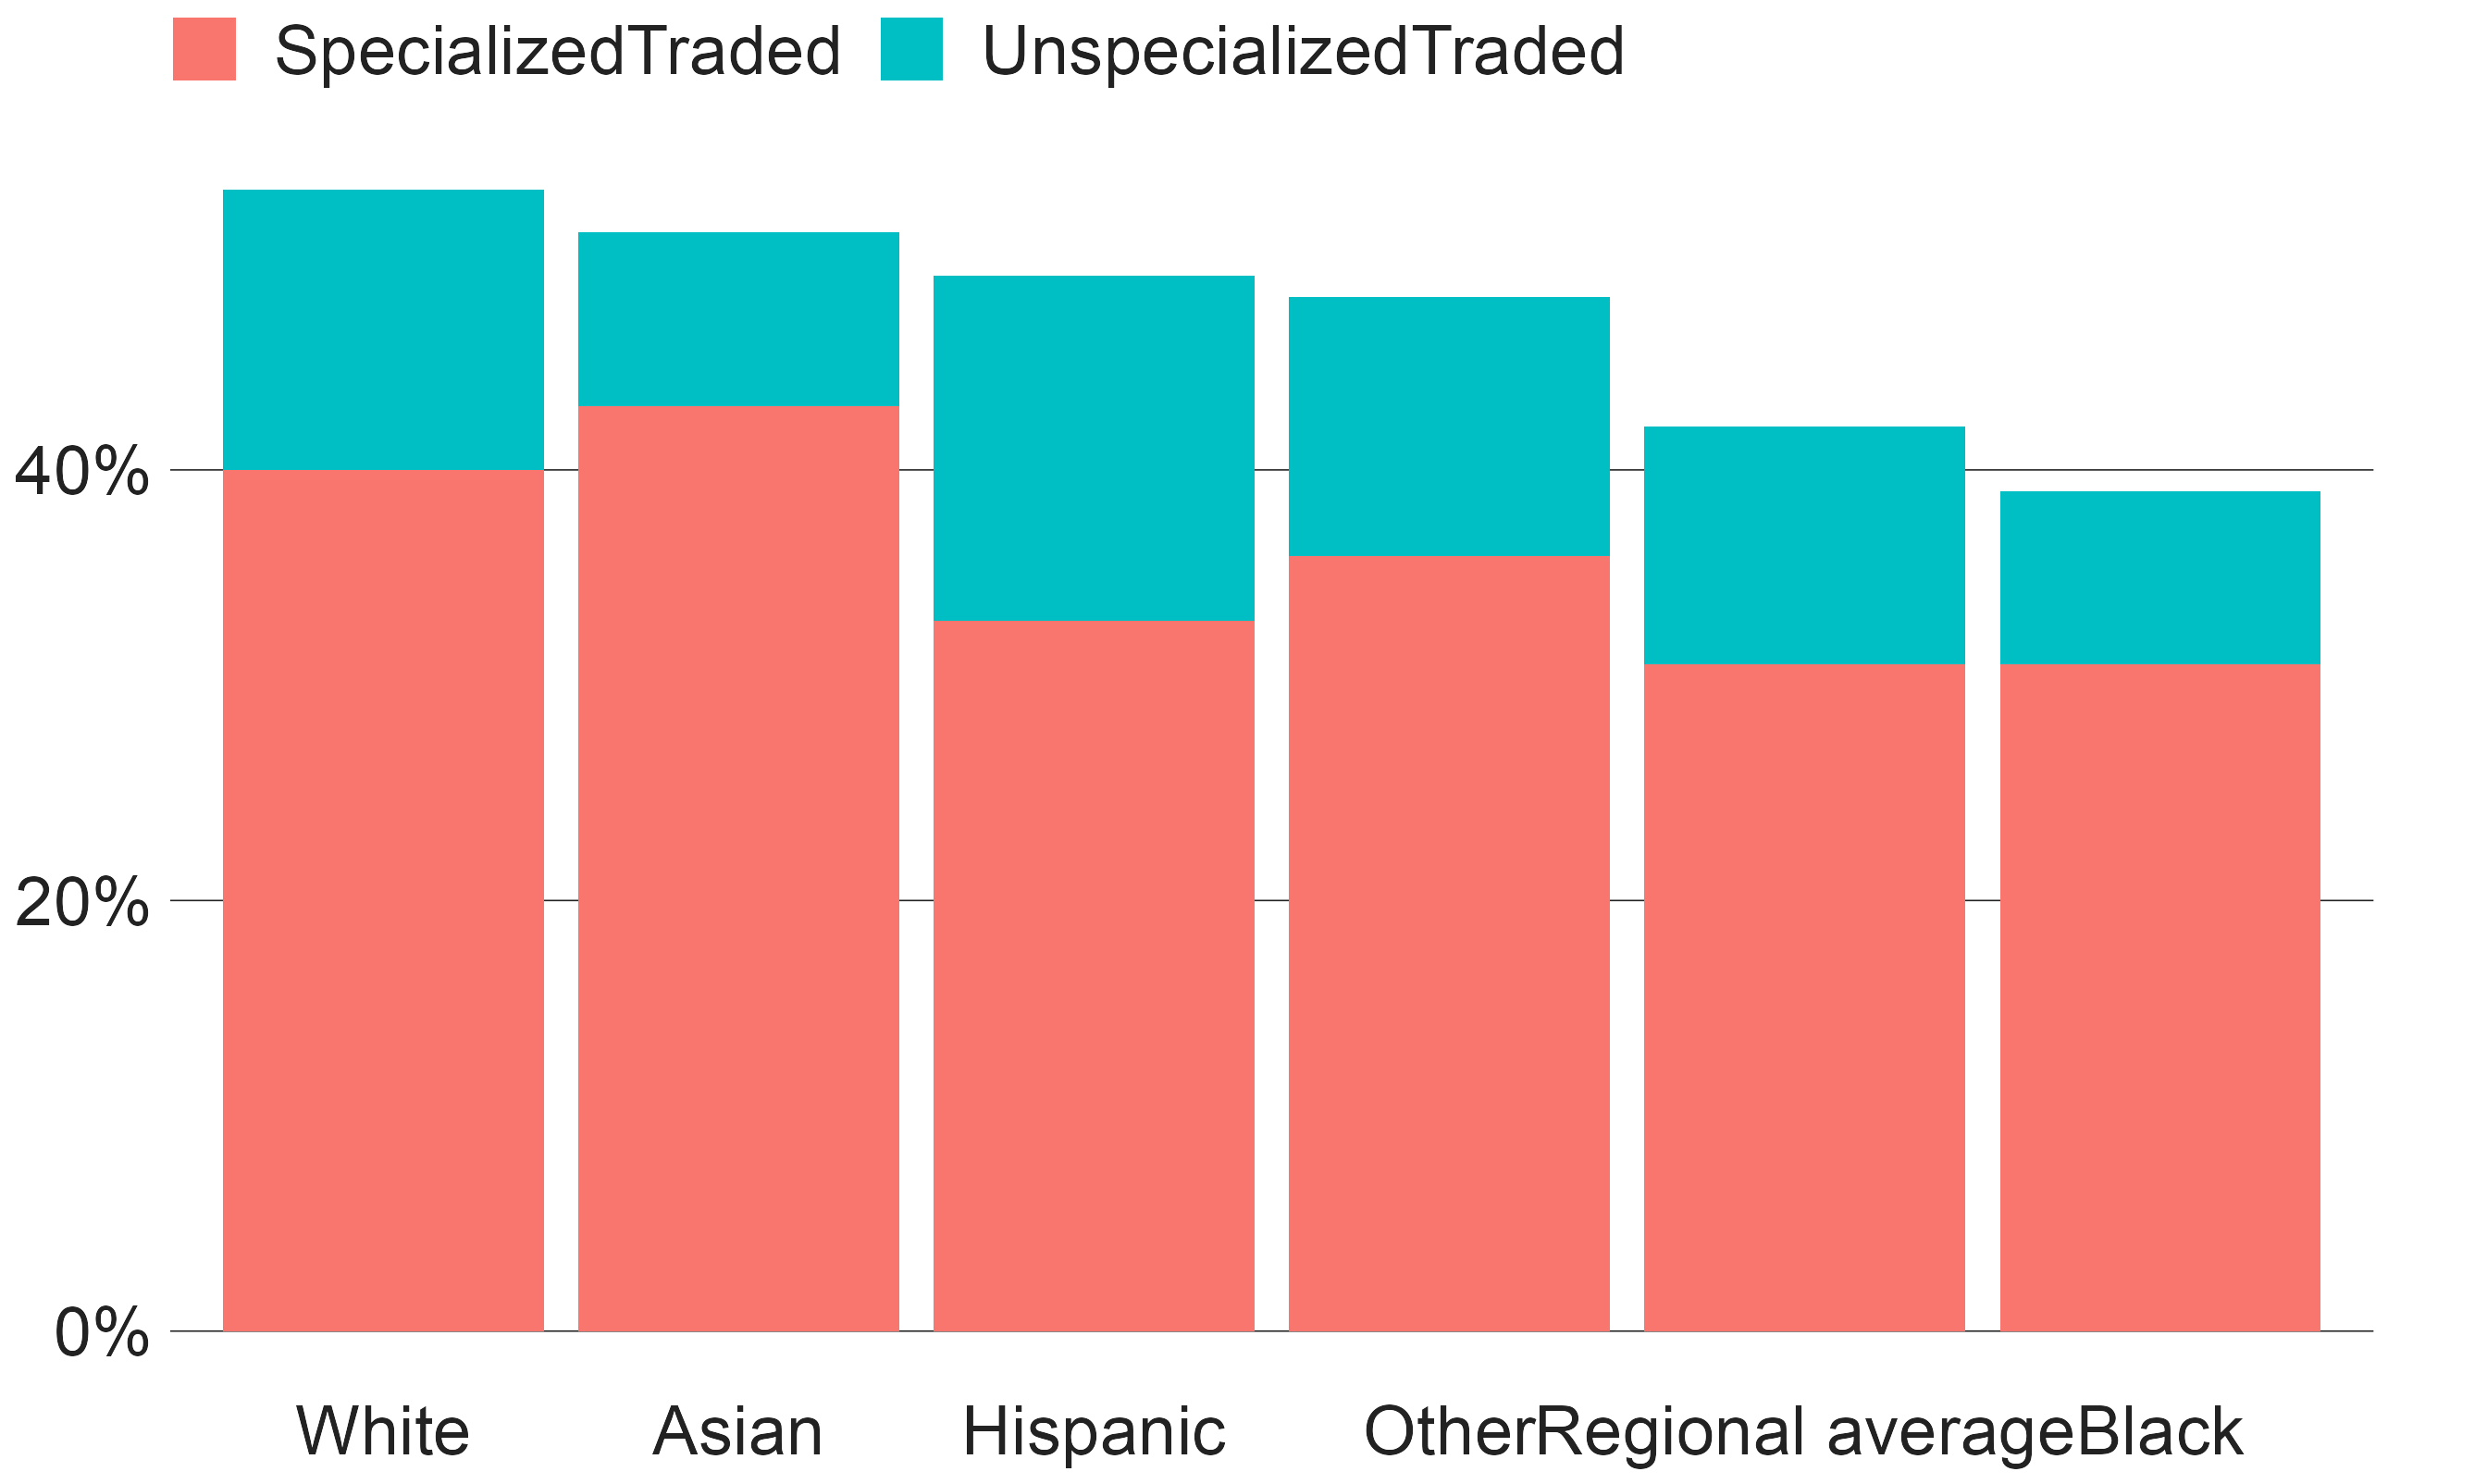 SpecializedTraded UnspecializedTraded
40%
20%
0%
White Asian Hispanic OtherRegional averageBlack